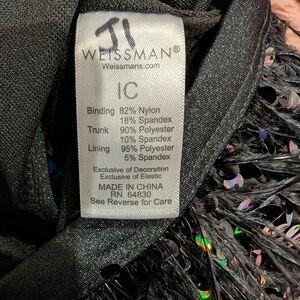 J1
WEISSMAN®
Weissmans.com
IC
Binding 82% Nylon
18% Spandex
Trunk 90% Polyester
10% Spandex
Lining 95% Polyester
5% Spandex
Exclusive of Decoration
Exclusive of Elastic
MADE IN CHINA
RN 64830
See Reverse for Care